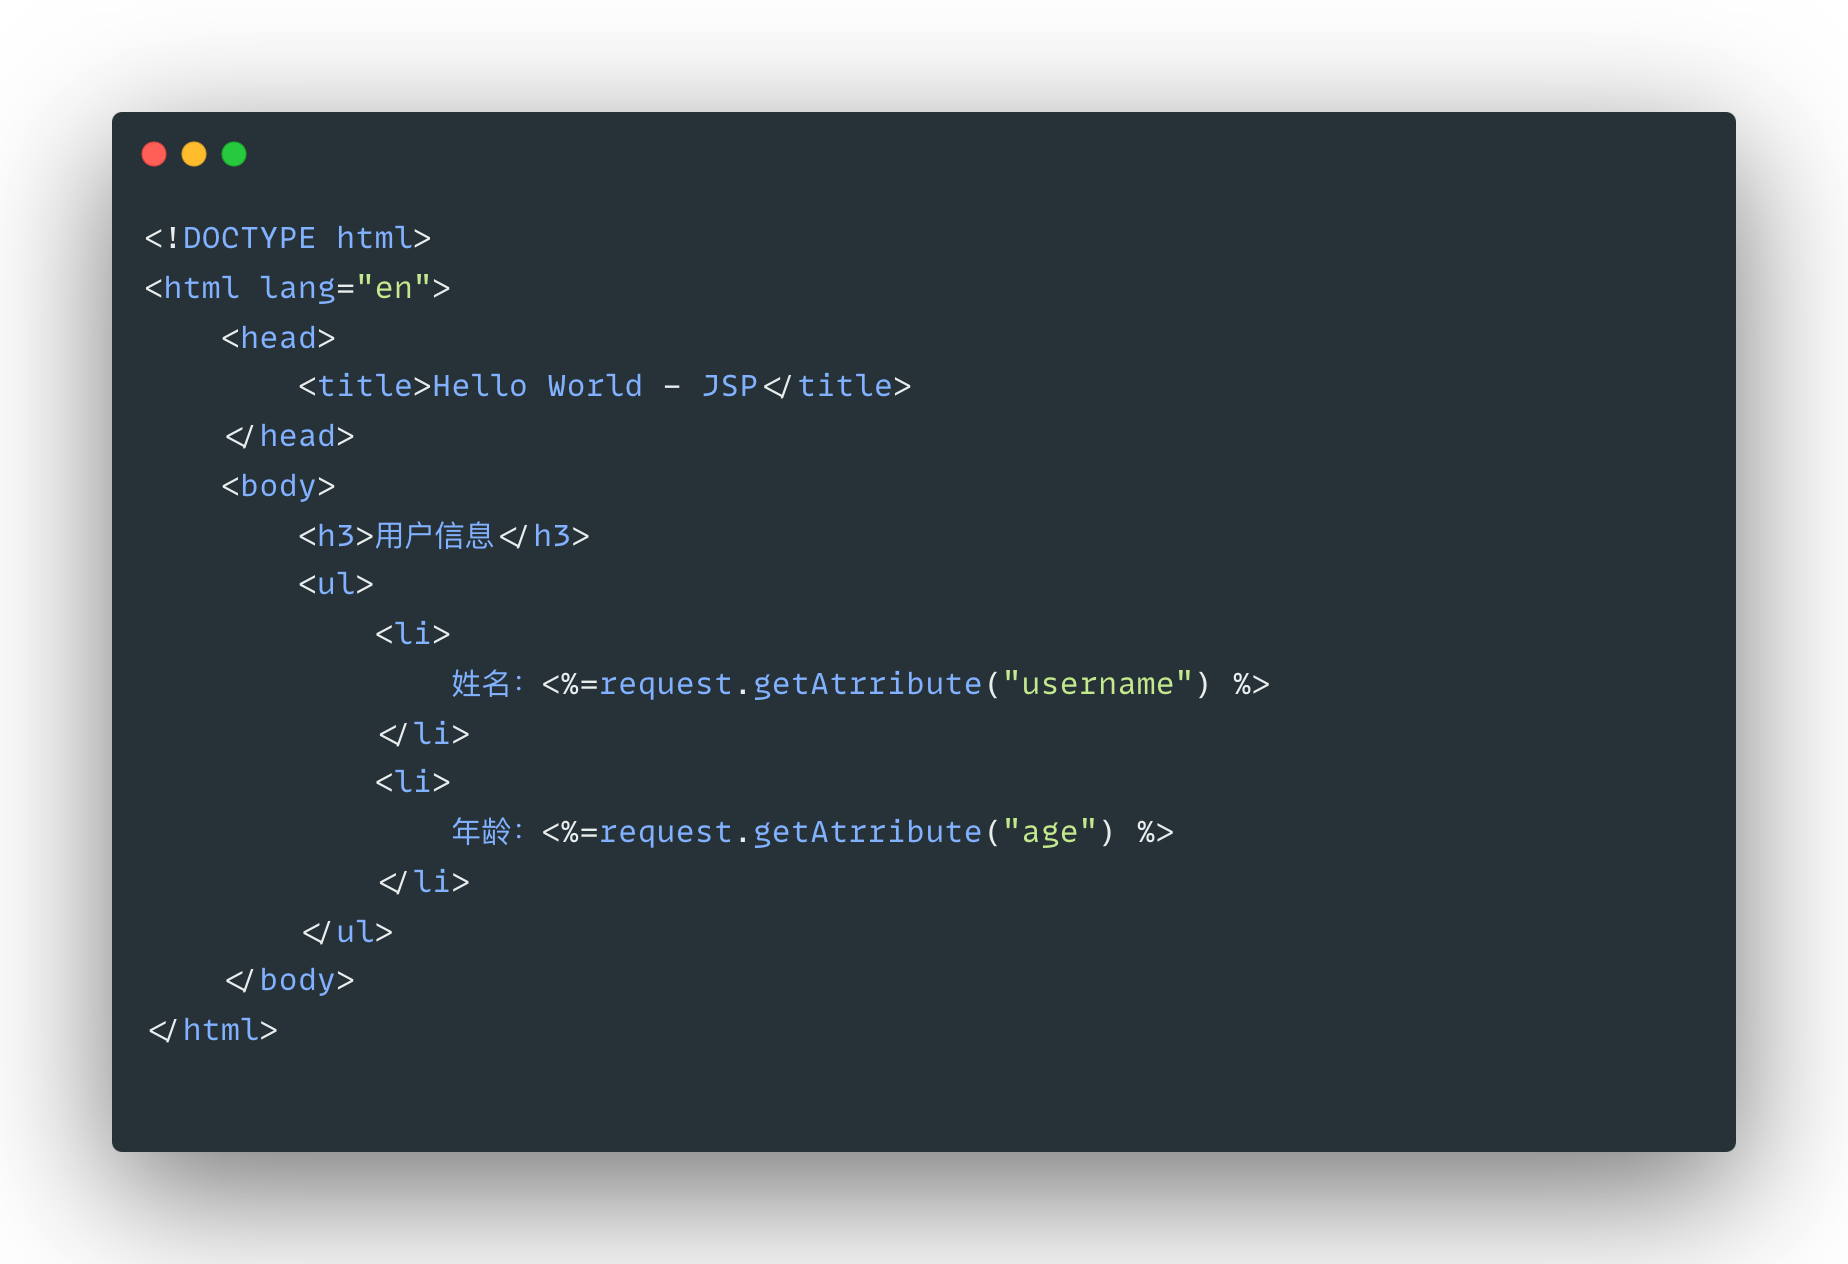 <!DOCTYPE html>
<html lang="en">
    <head>
        <title>Hello World - JSP</title>
    </head>
    <body>
        <h3>用户信息</h3>
        <ul>
            <li>
                姓名：<%=request.getAtrribute("username") %>
            </li>
            <li>
                年龄：<%=request.getAtrribute("age") %>
            </li>
        </ul>
    </body>
</html>